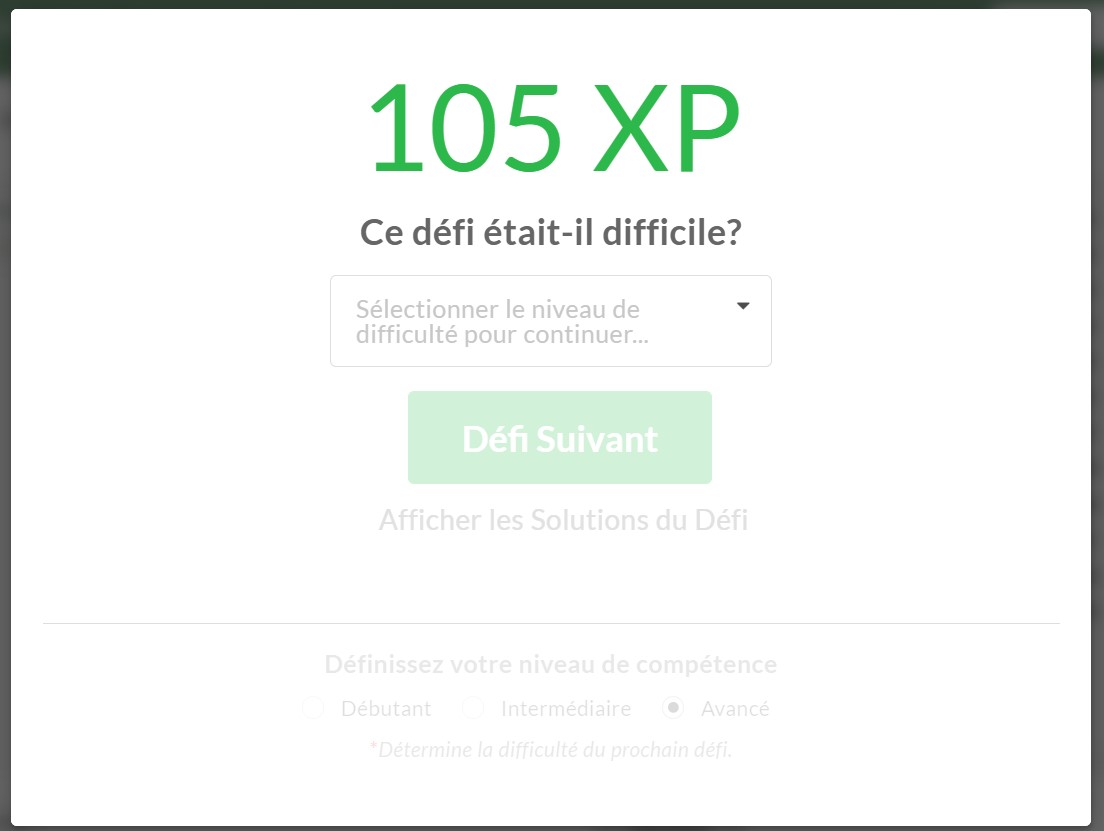 105 XP
Ce défi était-il difficile?
Sélectionner le niveau de
difficulté pour continuer...
Défi Suivant
Afficher les Solutions du Défi
Définissez votre niveau de compétence
Débutant Intermédiaire Avancé
*Détermine la difficulté du prochain défi.